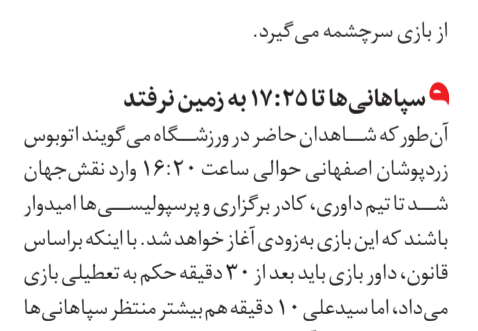 از بازی سرچشمه می‌گیرد.
سپاهانی‌ها تا ۱۷:۲۵ به زمین نرفتند
آن‌طور که شاهدان حاضر در ورزشگاه می‌گویند اتوبوس
زردپوشان اصفهانی حوالی ساعت ۱۶:۲۰ وارد نقش‌جهان
شد تا تیم داوری، کادر برگزاری و پرسپولیسی‌ها امیدوار
باشند که این بازی به‌زودی آغاز خواهد شد. با اینکه براساس
قانون، داور بازی باید بعد از ۳۰ دقیقه حکم به تعطیلی بازی
می‌داد، اما سیدعلی ۱۰ دقیقه هم بیشتر منتظر سپاهانی‌ها